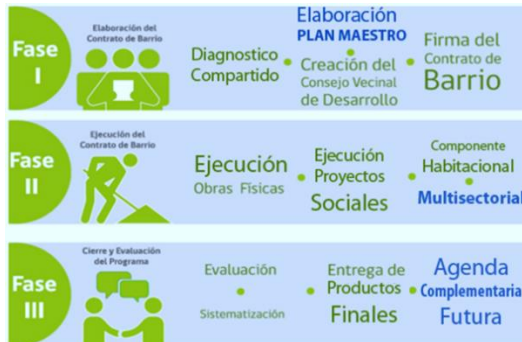 Fase
I
Elaboración del
Contrato de Barrio
Diagnostico
Compartido
Elaboración
PLAN MAESTRO
Creación del
Consejo Vecinal
de Desarrollo
Firma del
Contrato de
Barrio
Fase
II
Ejecución del
Contrato de Barrio
Ejecución
Obras Físicas
Ejecución
Proyectos
Sociales
Componente
Habitacional
Multisectorial
Fase
III
Cierre y Evaluación
del Programa
Evaluación
Sistematización
Entrega de
Productos
Finales
Agenda
Complementaria
Futura